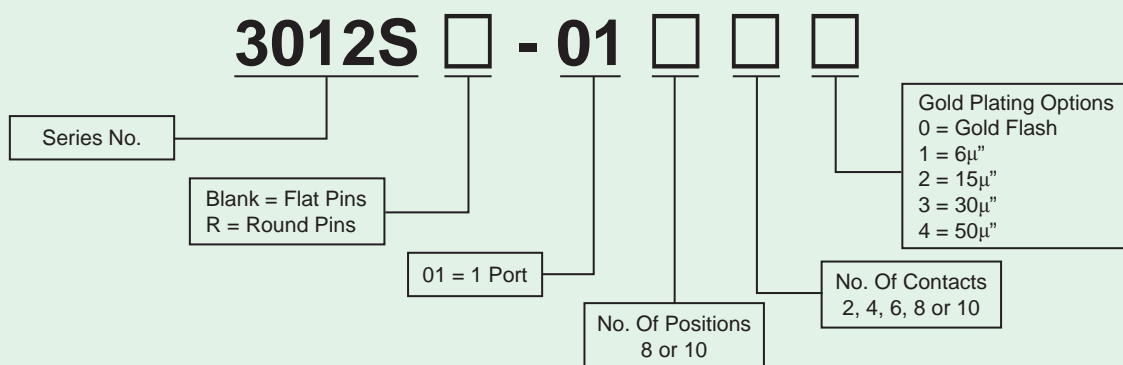 3012S □ - 01 □ □ □
Series No.
Blank = Flat Pins
R = Round Pins
01 = 1 Port
No. Of Positions
8 or 10
No. Of Contacts
2, 4, 6, 8 or 10
Gold Plating Options
0 = Gold Flash
1 = 6µ”
2 = 15µ”
3 = 30µ”
4 = 50µ”